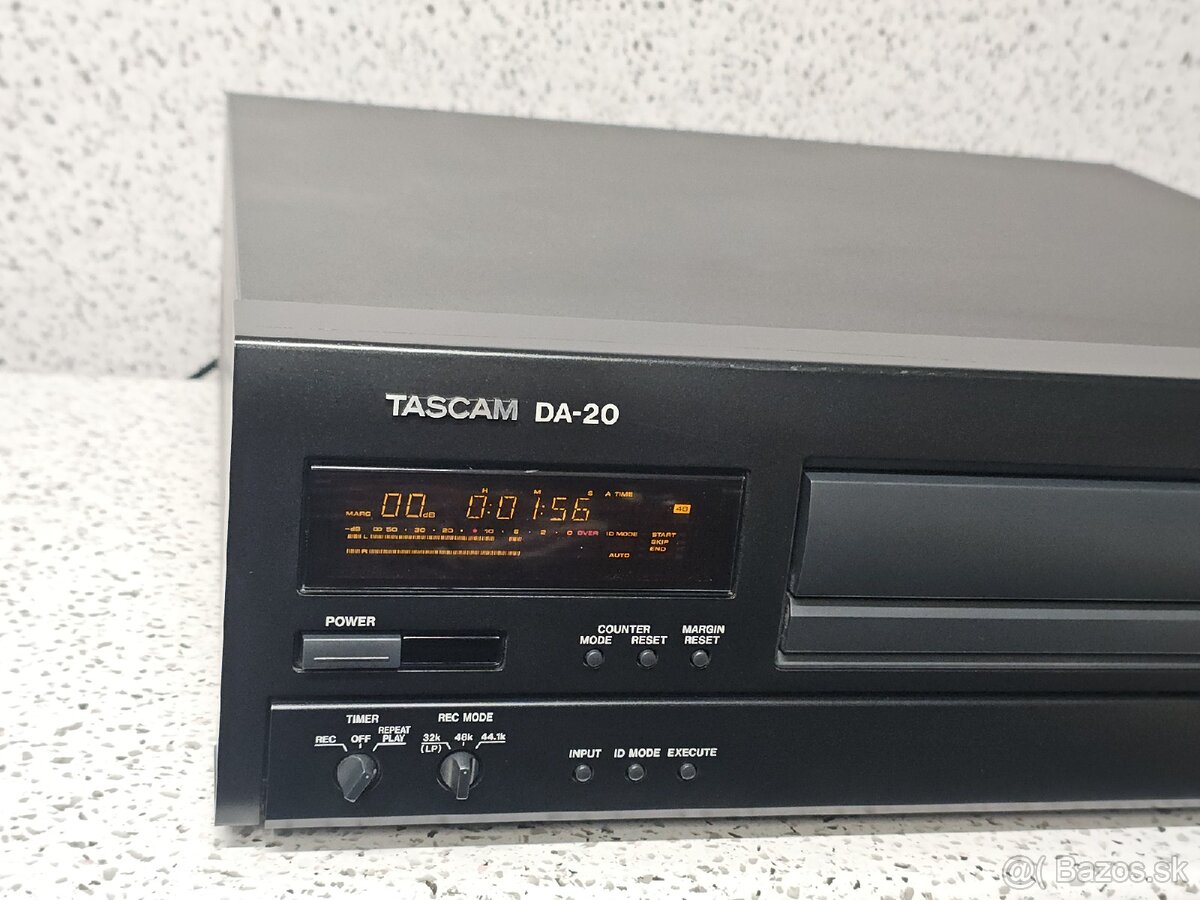 TASCAM DA-20
H M S A TIME
MARG 00 dB 0:01:56 48
-dB ∞ 50 · 30 · 20 · 10 · 6 · 2 · 0 OVER ID MODE START
L SKIP
R AUTO END
POWER
COUNTER MARGIN
MODE RESET RESET
TIMER REC MODE
REC OFF REPEAT PLAY 32k (LP) 48k 44.1k
INPUT ID MODE EXECUTE
@( Bazos.sk